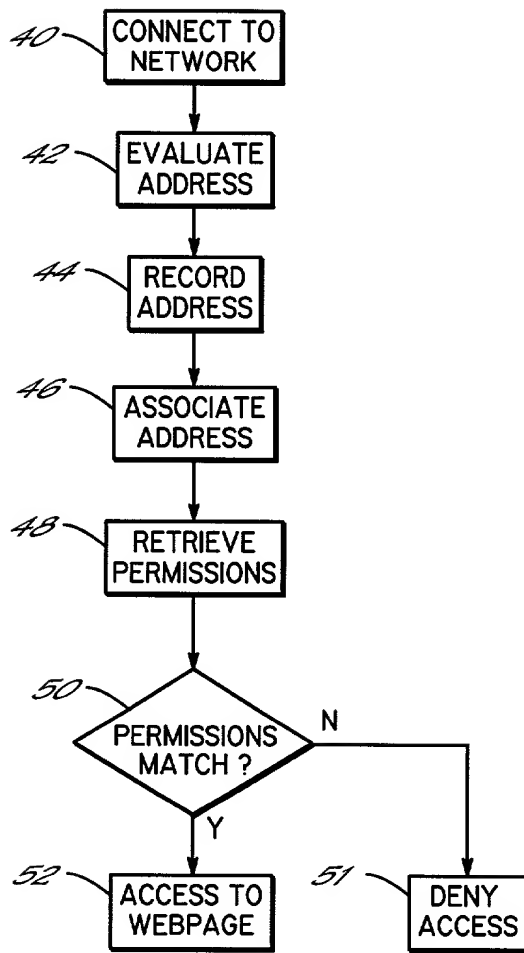 40
CONNECT TO
NETWORK
42
EVALUATE
ADDRESS
44
RECORD
ADDRESS
46
ASSOCIATE
ADDRESS
48
RETRIEVE
PERMISSIONS
50
PERMISSIONS
MATCH ?
N
Y
52
ACCESS TO
WEBPAGE
51
DENY
ACCESS